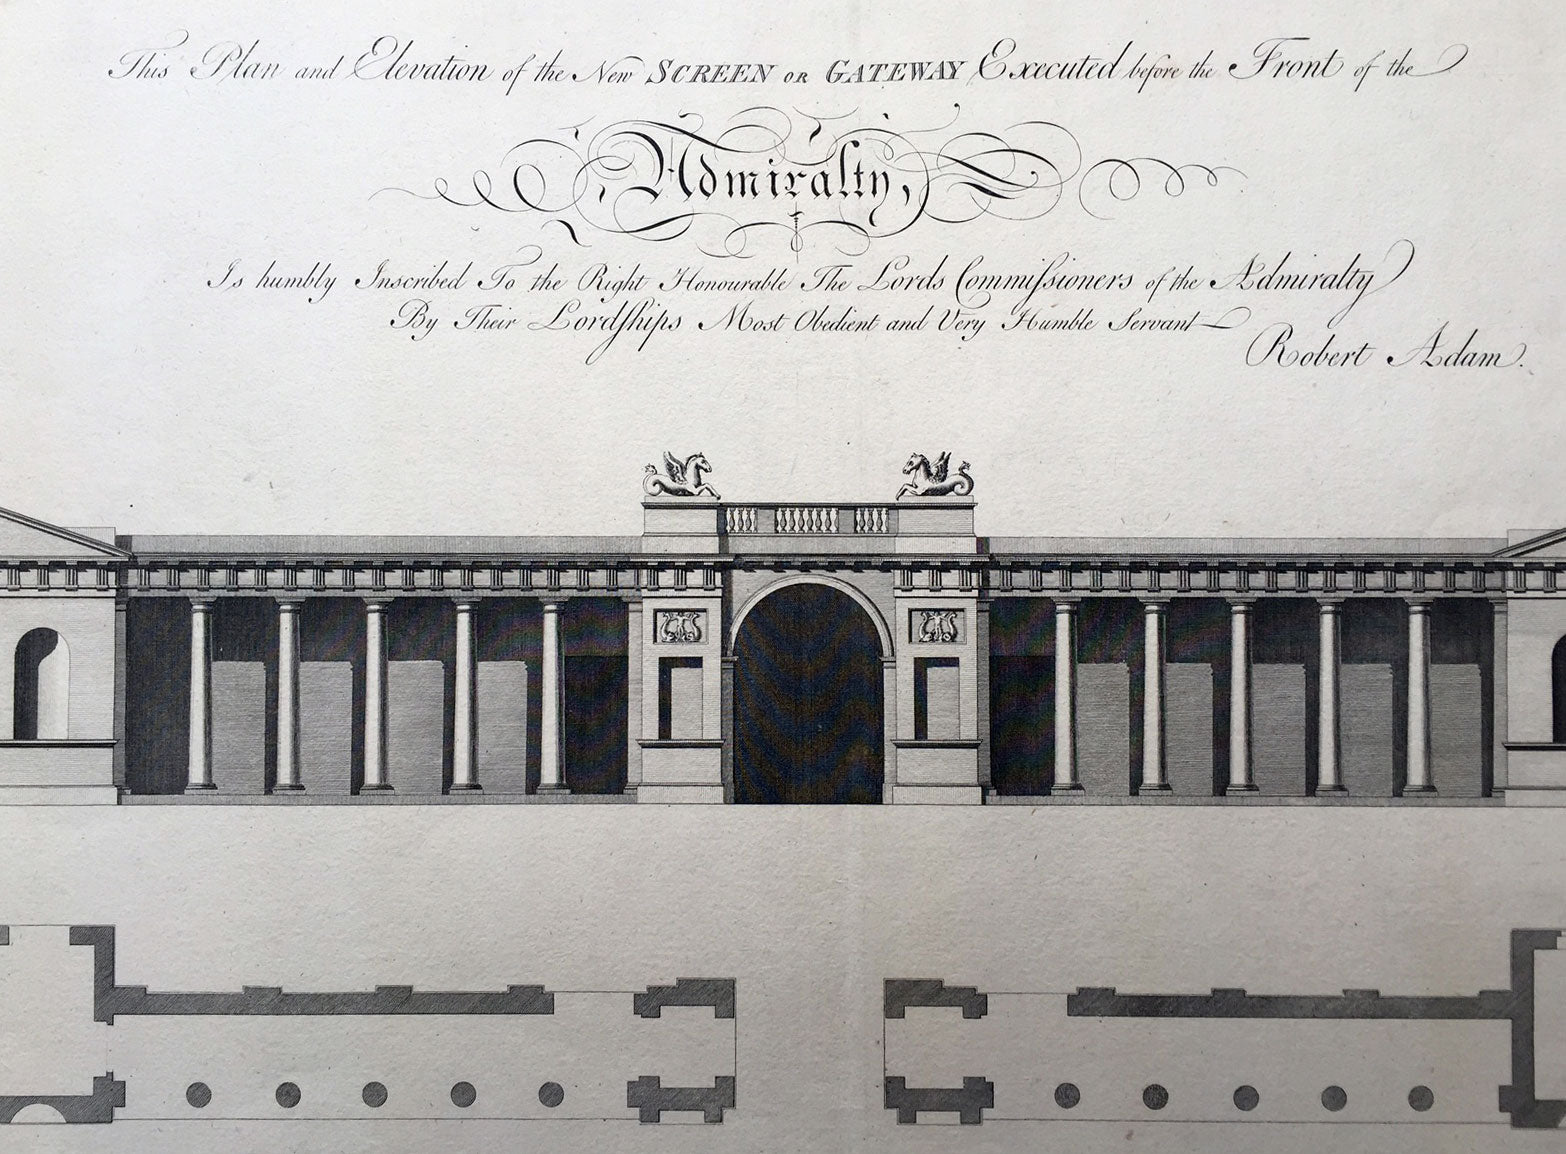 This Plan and Elevation of the New SCREEN OR GATEWAY Executed before the Front of the
Admiralty,
Is humbly Inscribed To the Right Honourable The Lords Commiſsioners of the Admiralty
By Their Lordſhips Most Obedient and Very Humble Servant
Robert Adam.